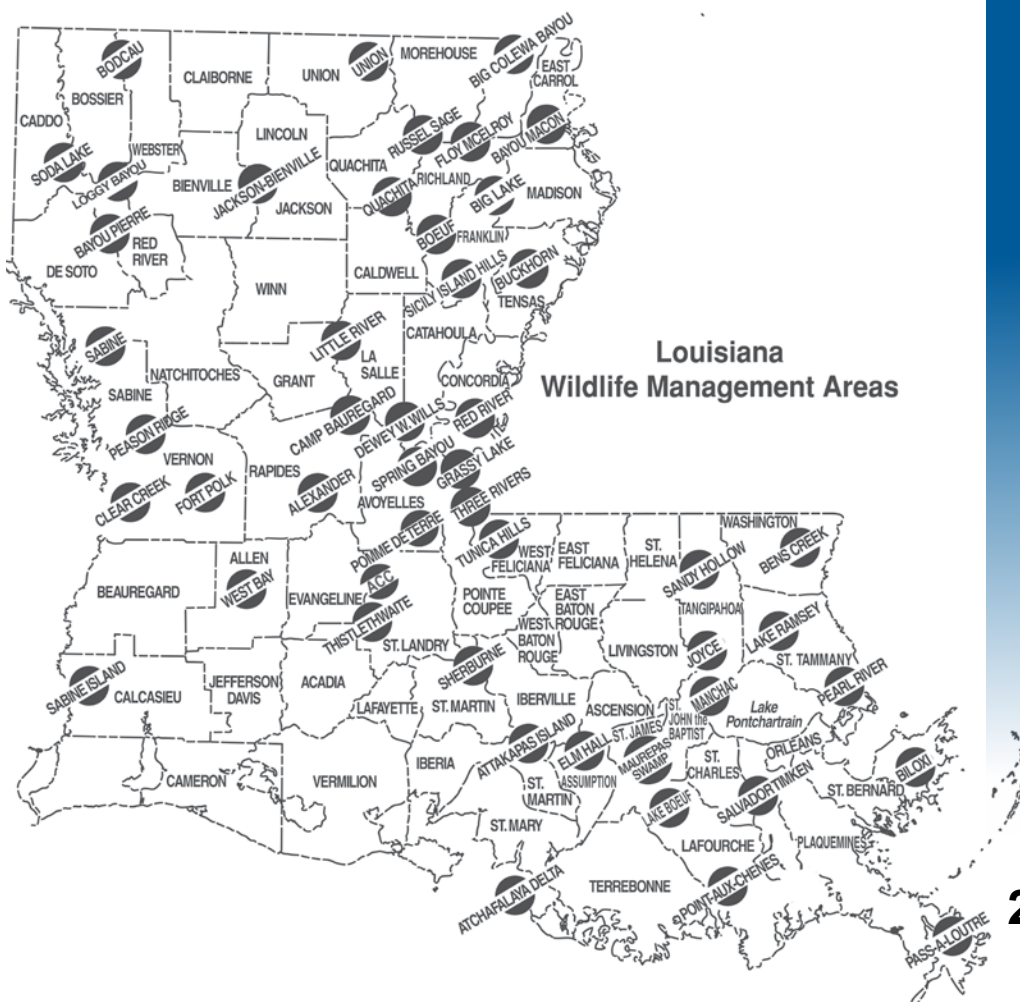 BODCAU
UNION
UNION
MOREHOUSE
BIG COLEWA BAYOU
EAST
CARROL
CLAIBORNE
BOSSIER
CADDO
LINCOLN
WEBSTER
RUSSEL SAGE
FLOY MCELROY
BAYOU MACON
SODA LAKE
LOGGY BAYOU
BIENVILLE
JACKSON-BIENVILLE
JACKSON
QUACHITA
QUACHITA
RICHLAND
BIG LAKE
MADISON
BAYOU PIERRE
RED
RIVER
BOEUF
FRANKLIN
DE SOTO
WINN
CALDWELL
SICILY ISLAND HILLS
BUCKHORN
TENSAS
SABINE
LITTLE RIVER
CATAHOULA
Louisiana
Wildlife Management Areas
LA
SALLE
NATCHITOCHES
GRANT
CONCORDIA
SABINE
PEASON RIDGE
CAMP BAUREGARD
DEWEY W. WILLS
RED RIVER
VERNON
RAPIDES
SPRING BAYOU
GRASSY LAKE
CLEAR CREEK
FORT POLK
ALEXANDER
AVOYELLES
THREE RIVERS
POMME DETERRE
TUNICA HILLS
WEST
FELICIANA
EAST
FELICIANA
ST.
HELENA
WASHINGTON
SANDY HOLLOW
BENS CREEK
BEAUREGARD
ALLEN
WEST BAY
EVANGELINE
ACC
THISTLETHWAITE
POINTE
COUPEE
EAST
BATON
ROUGE
TANGIPAHOA
LAKE RAMSEY
ST. LANDRY
WEST
BATON
ROUGE
LIVINGSTON
JOYCE
ST. TAMMANY
SABINE ISLAND
CALCASIEU
JEFFERSON
DAVIS
ACADIA
SHERBURNE
PEARL RIVER
LAFAYETTE
ST. MARTIN
IBERVILLE
ASCENSION
MANCHAC
Lake
Pontchartrain
ST.
JOHN the
BAPTIST
ST. JAMES
ATTAKAPAS ISLAND
ELM HALL
MAUREPAS
SWAMP
ORLEANS
CAMERON
VERMILION
IBERIA
ST.
MARTIN
ASSUMPTION
ST.
CHARLES
SALVADOR TIMKEN
BILOXI
ST. BERNARD
LAKE BOEUF
ST. MARY
LAFOURCHE
PLAQUEMINES
ATCHAFALAYA DELTA
TERREBONNE
POINT-AUX-CHENES
PASS-A-LOUTRE
2